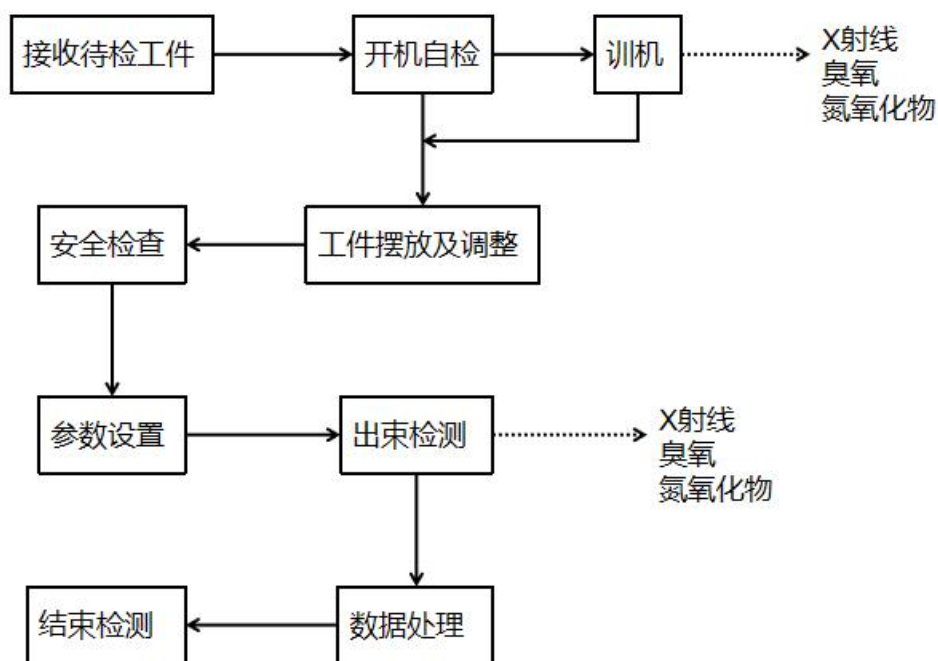 接收待检工件
开机自检
训机
X射线
臭氧
氮氧化物
安全检查
工件摆放及调整
参数设置
出束检测
X射线
臭氧
氮氧化物
结束检测
数据处理